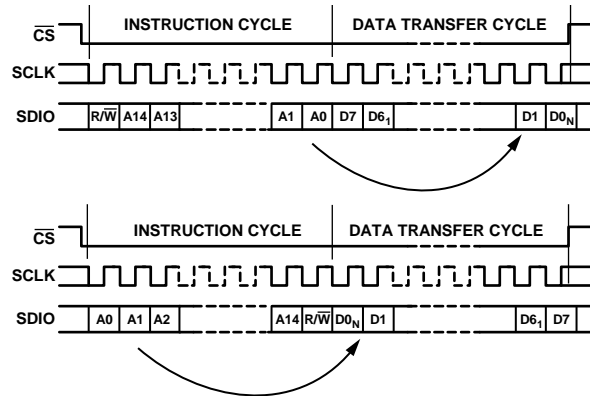 INSTRUCTION CYCLE DATA TRANSFER CYCLE
CS
SCLK
SDIO R/W A14 A13 A1 A0 D7 D61 D1 D0N
INSTRUCTION CYCLE DATA TRANSFER CYCLE
CS
SCLK
SDIO A0 A1 A2 A14 R/W D0N D1 D61 D7